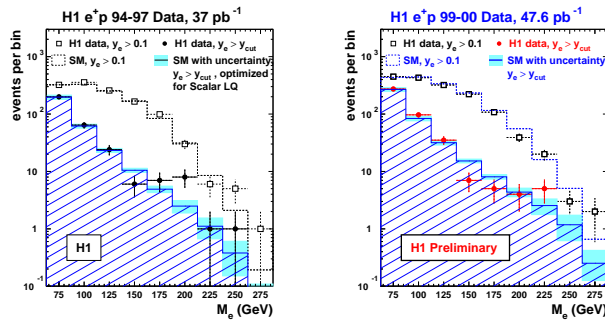 H1 e⁺p 94-97 Data, 37 pb⁻¹
events per bin
10³
10²
10
1
10⁻¹
H1 data, yₑ > 0.1
H1 data, yₑ > y_cut
SM, yₑ > 0.1
SM with uncertainty
yₑ > y_cut , optimized
for Scalar LQ
H1
75 100 125 150 175 200 225 250 275
Mₑ (GeV)
H1 e⁺p 99-00 Data, 47.6 pb⁻¹
events per bin
10³
10²
10
1
10⁻¹
H1 data, yₑ > 0.1
H1 data, yₑ > y_cut
SM, yₑ > 0.1
SM with uncertainty
yₑ > y_cut
H1 Preliminary
75 100 125 150 175 200 225 250 275
Mₑ (GeV)